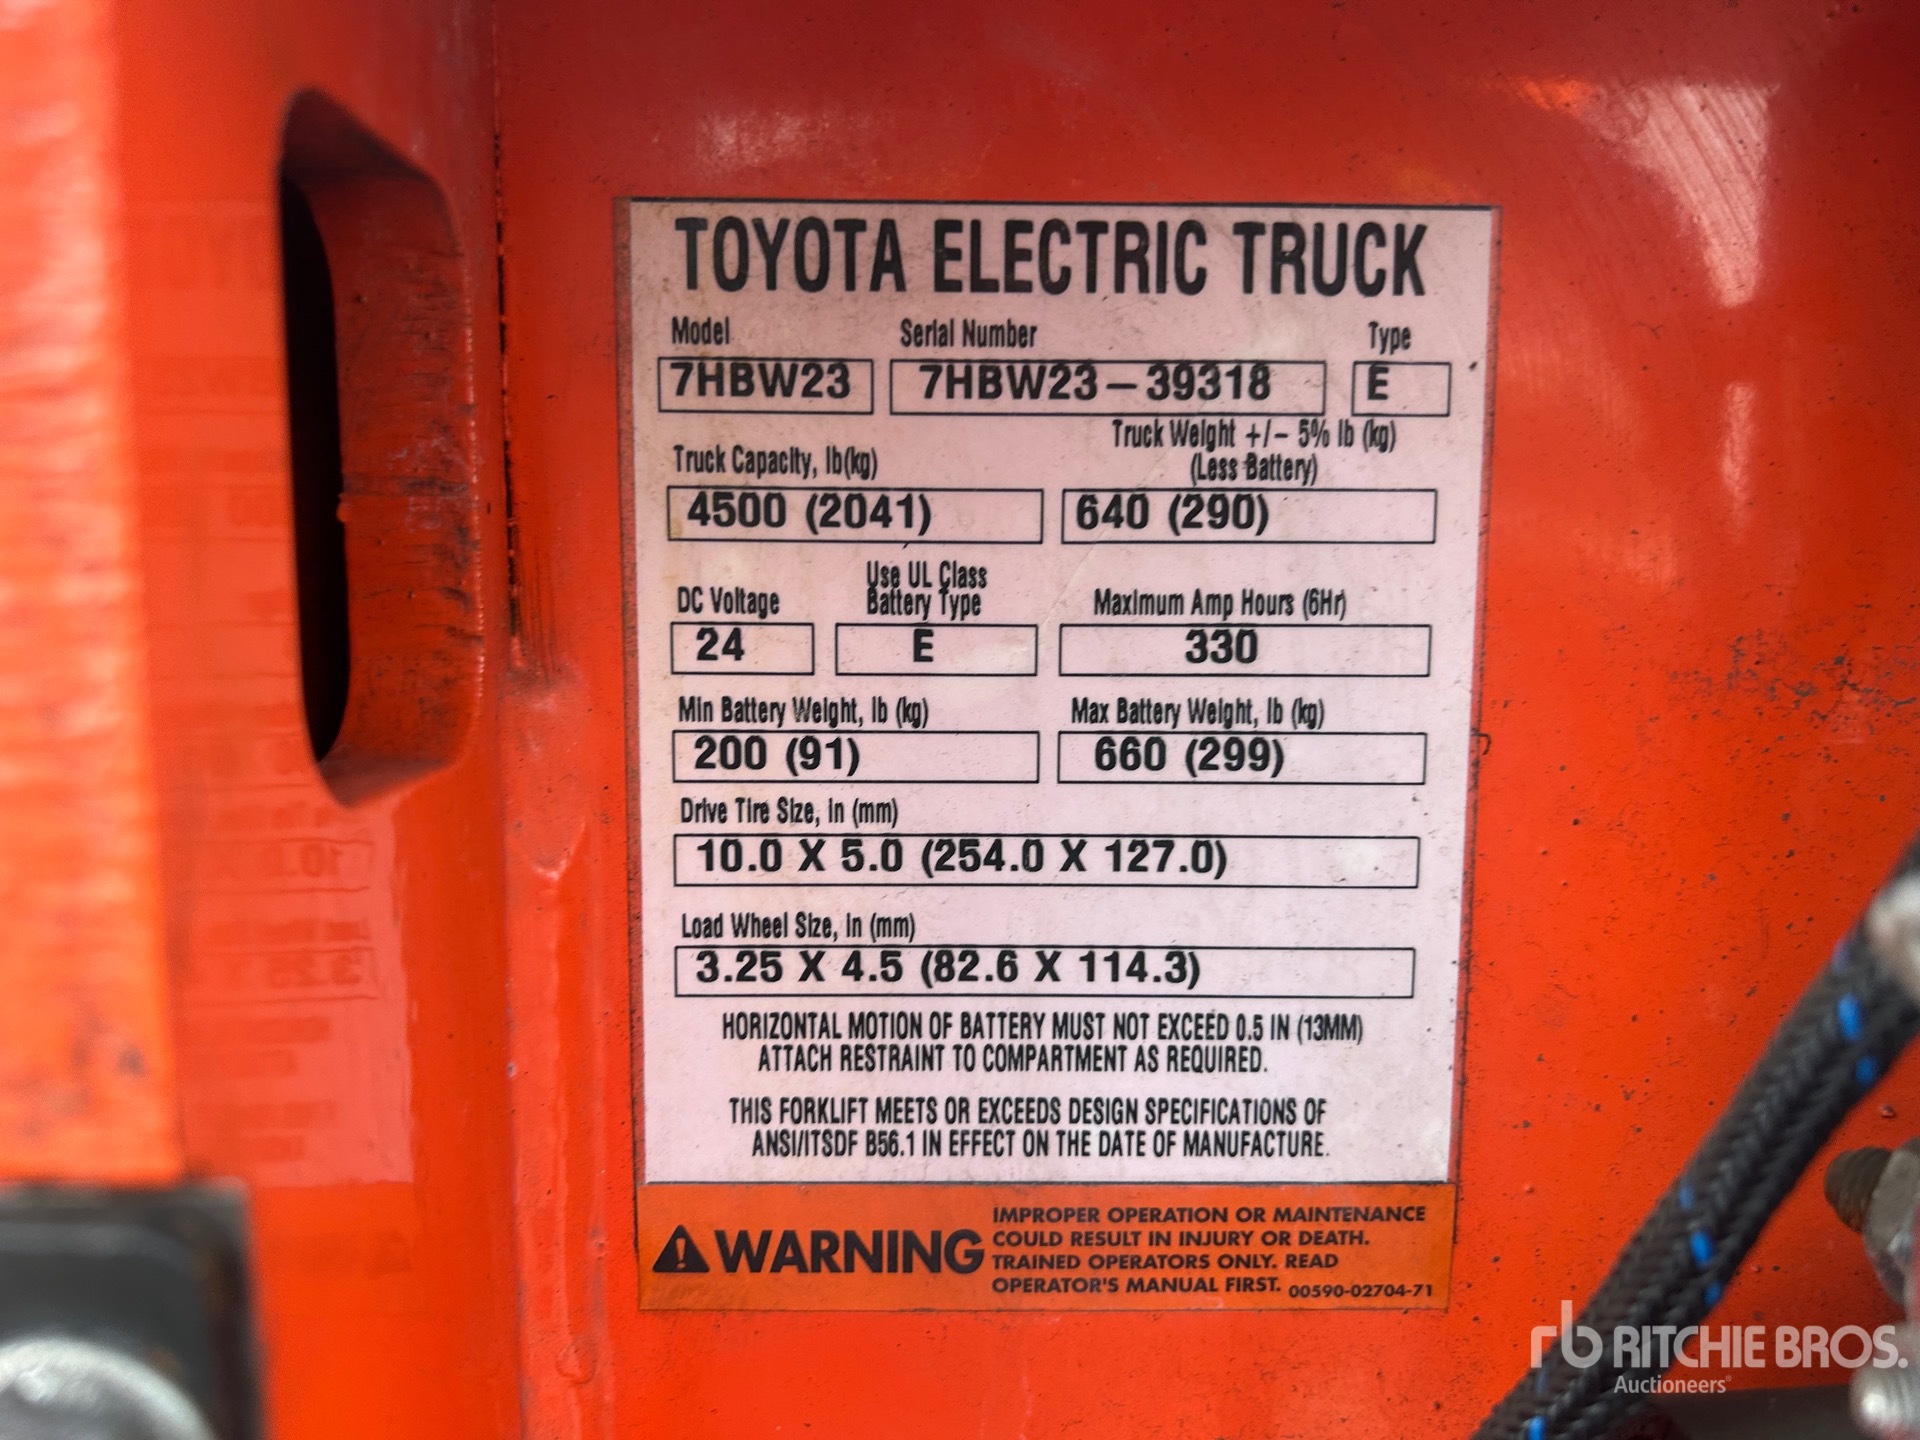 TOYOTA ELECTRIC TRUCK
Model Serial Number Type
7HBW23 7HBW23-39318 E
Truck Capacity, lb(kg) Truck Weight +/- 5% lb (kg)
(Less Battery)
4500 (2041) 640 (290)
DC Voltage Use UL Class
Battery Type Maximum Amp Hours (6Hr)
24 E 330
Min Battery Weight, lb (kg) Max Battery Weight, lb (kg)
200 (91) 660 (299)
Drive Tire Size, in (mm)
10.0 X 5.0 (254.0 X 127.0)
Load Wheel Size, in (mm)
3.25 X 4.5 (82.6 X 114.3)
HORIZONTAL MOTION OF BATTERY MUST NOT EXCEED 0.5 IN (13MM)
ATTACH RESTRAINT TO COMPARTMENT AS REQUIRED.
THIS FORKLIFT MEETS OR EXCEEDS DESIGN SPECIFICATIONS OF
ANSI/ITSDF B56.1 IN EFFECT ON THE DATE OF MANUFACTURE.
WARNING
IMPROPER OPERATION OR MAINTENANCE
COULD RESULT IN INJURY OR DEATH.
TRAINED OPERATORS ONLY. READ
OPERATOR'S MANUAL FIRST. 00590-02704-71
rb RITCHIE BROS.
Auctioneers